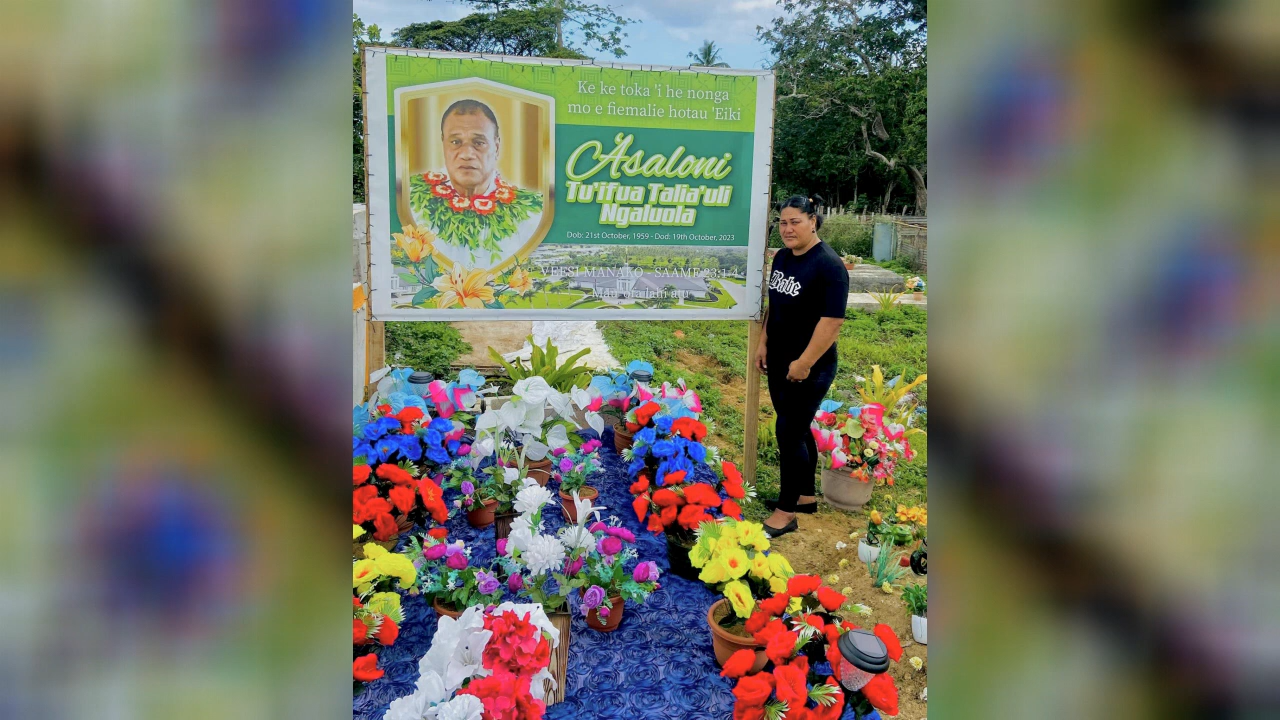 Ke ke toka 'i he nonga
mo e fiemalie hotau 'Eiki
Asaloni
Tu'ifua Talia'uli
Ngaluola
Dob: 21st October, 1959 - Dod: 19th October, 2023
VEESI MANAKO - SAAME 23:1-4
atu
Babe